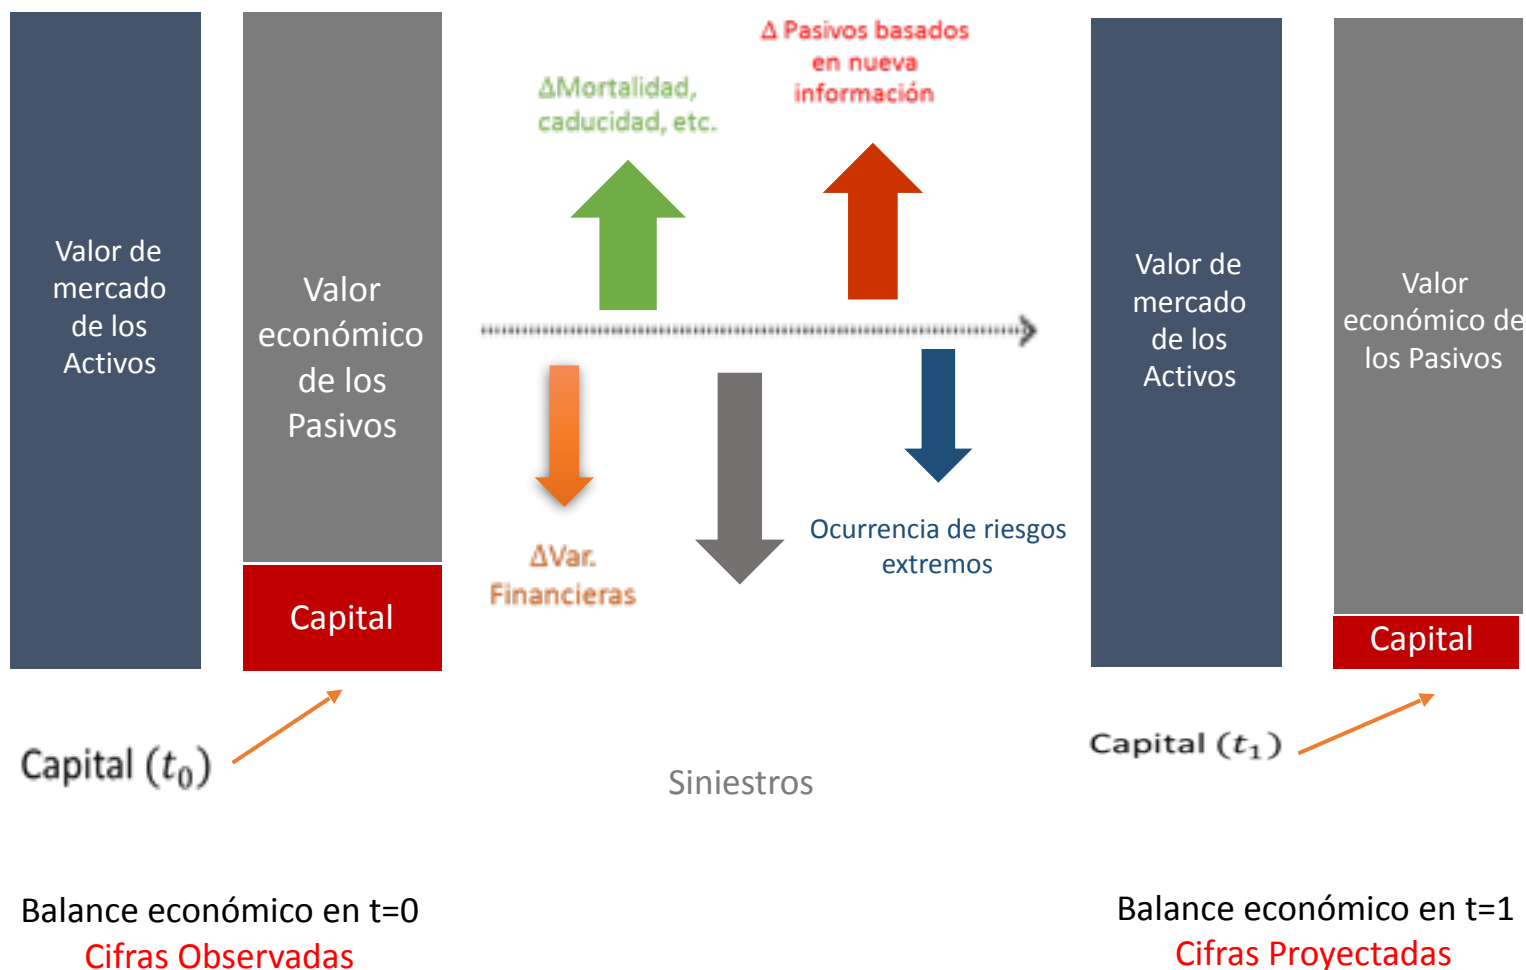 Valor de
mercado
de los
Activos
Valor
económico
de los
Pasivos
Capital
Capital (t₀)
Balance económico en t=0
Cifras Observadas
ΔMortalidad,
caducidad, etc.
Δ Pasivos basados
en nueva
información
ΔVar.
Financieras
Siniestros
Ocurrencia de riesgos
extremos
Valor de
mercado
de los
Activos
Valor
económico de
los Pasivos
Capital
Capital (t₁)
Balance económico en t=1
Cifras Proyectadas